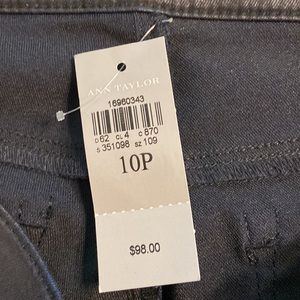 ANN TAYLOR
16960343
D 62 CL 4 C 870
S 351098 SZ 109
10P
$98.00